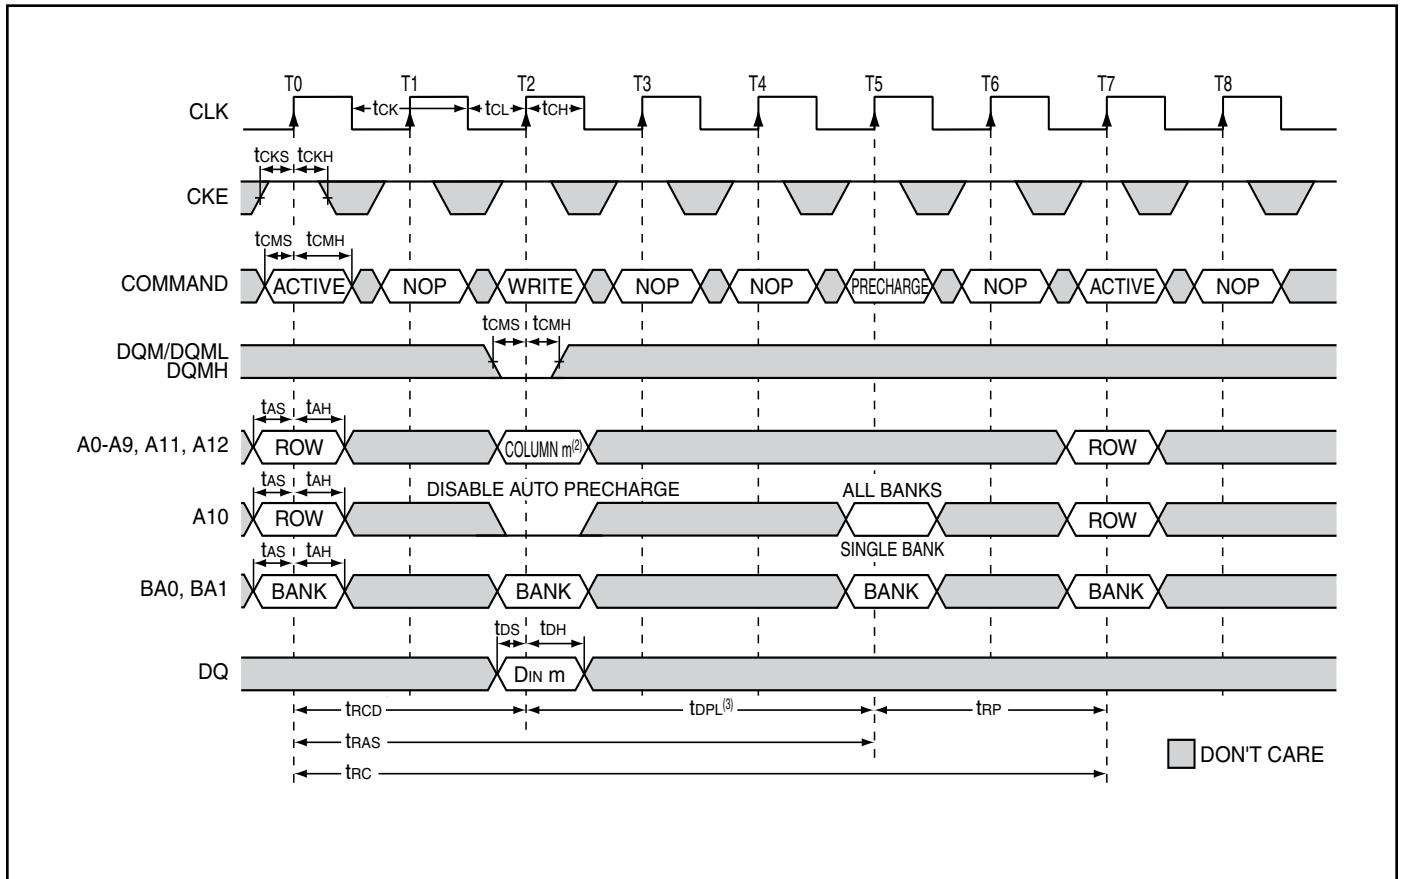 T0 T1 T2 T3 T4 T5 T6 T7 T8
CLK tCK tCL tCH
tCKS tCKH
CKE
tCMS tCMH
COMMAND ACTIVE NOP WRITE NOP NOP PRECHARGE NOP ACTIVE NOP
tCMS tCMH
DQM/DQML
DQMH
tAS tAH
A0-A9, A11, A12 ROW COLUMN m(2) ROW
tAS tAH DISABLE AUTO PRECHARGE ALL BANKS
A10 ROW ROW
tAS tAH SINGLE BANK
BA0, BA1 BANK BANK BANK BANK
tDS tDH
DQ DIN m
tRCD tDPL(3) tRP
tRAS
DON'T CARE
tRC